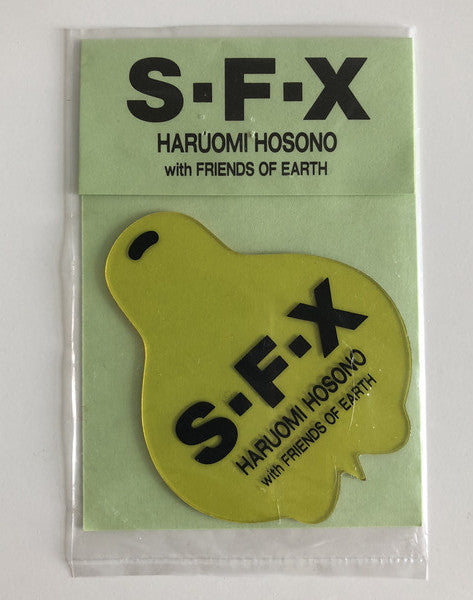 S·F·X
HARUOMI HOSONO
with FRIENDS OF EARTH
S·F·X
HARUOMI HOSONO
with FRIENDS OF EARTH